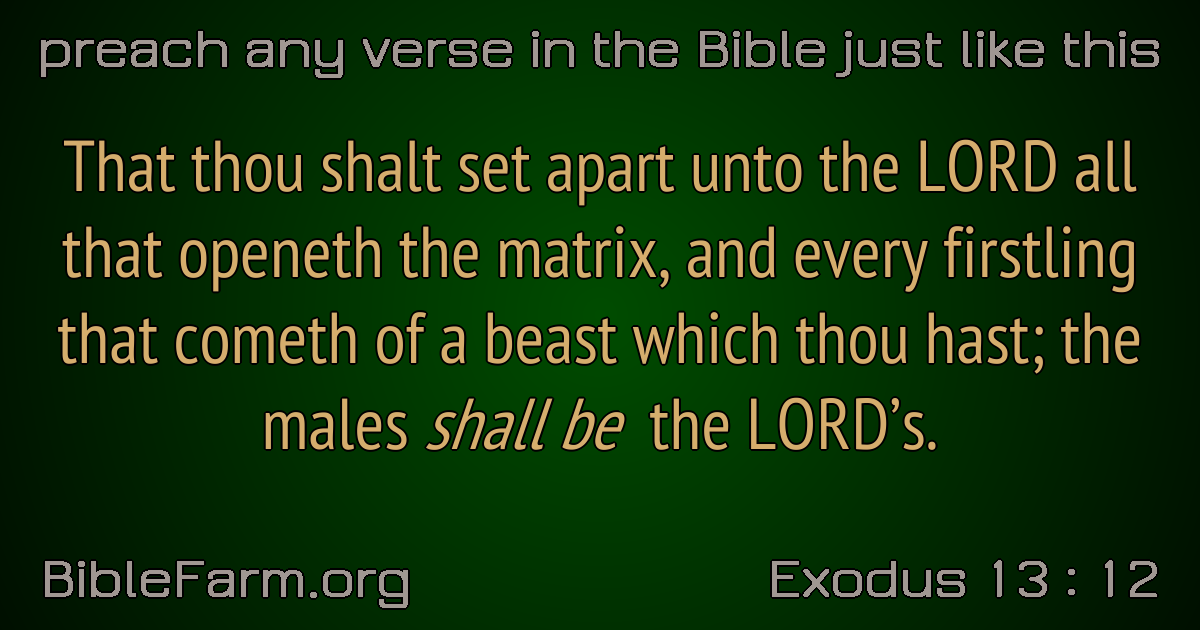 preach any verse in the Bible just like this
That thou shalt set apart unto the LORD all
that openeth the matrix, and every firstling
that cometh of a beast which thou hast; the
males shall be the LORD’s.
BibleFarm.org
Exodus 13 : 12